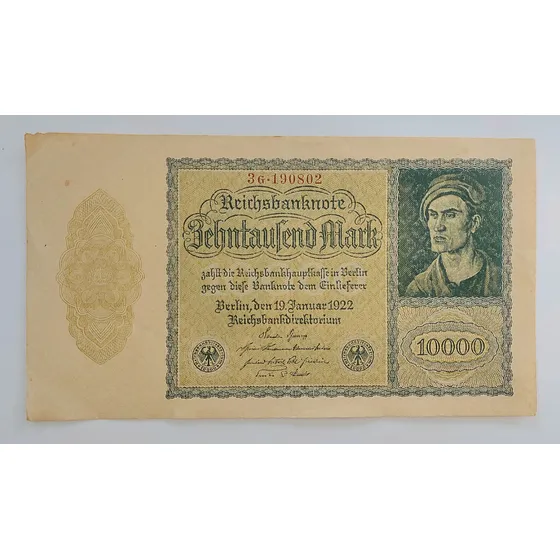 3G·190802
Reichsbanknote
Zehntausend Mark
zahlt die Reichsbankhauptkasse in Berlin
gegen diese Banknote dem Einlieferer
Berlin, den 19. Januar 1922
Reichsbankdirektorium
10000